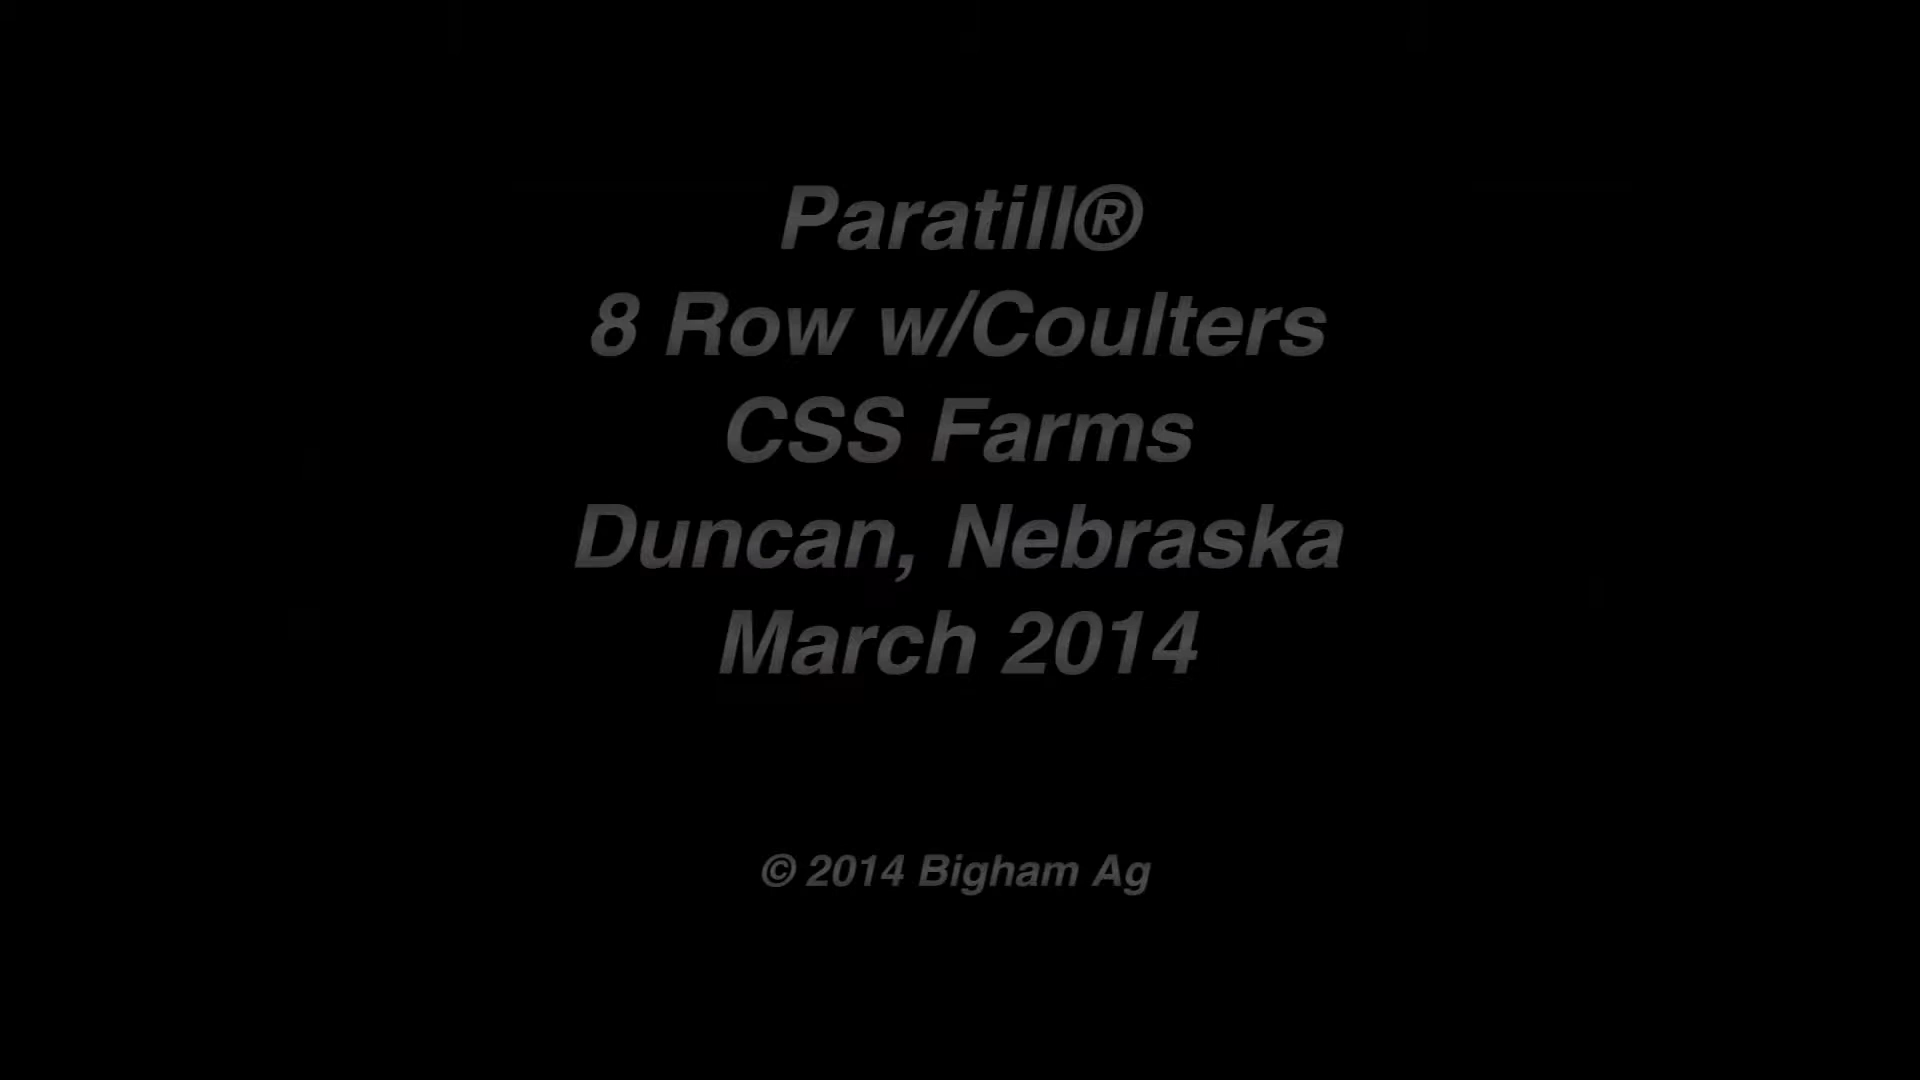 Paratill®
8 Row w/Coulters
CSS Farms
Duncan, Nebraska
March 2014
© 2014 Bigham Ag